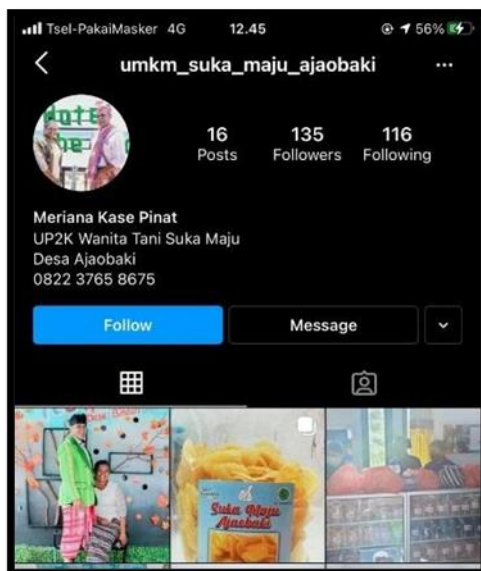 Tsel-PakaiMasker 4G 12.45 56%
umkm_suka_maju_ajaobaki
16 135 116
Posts Followers Following
Meriana Kase Pinat
UP2K Wanita Tani Suka Maju
Desa Ajaobaki
0822 3765 8675
Follow Message
Suka Maju
Ajaobaki